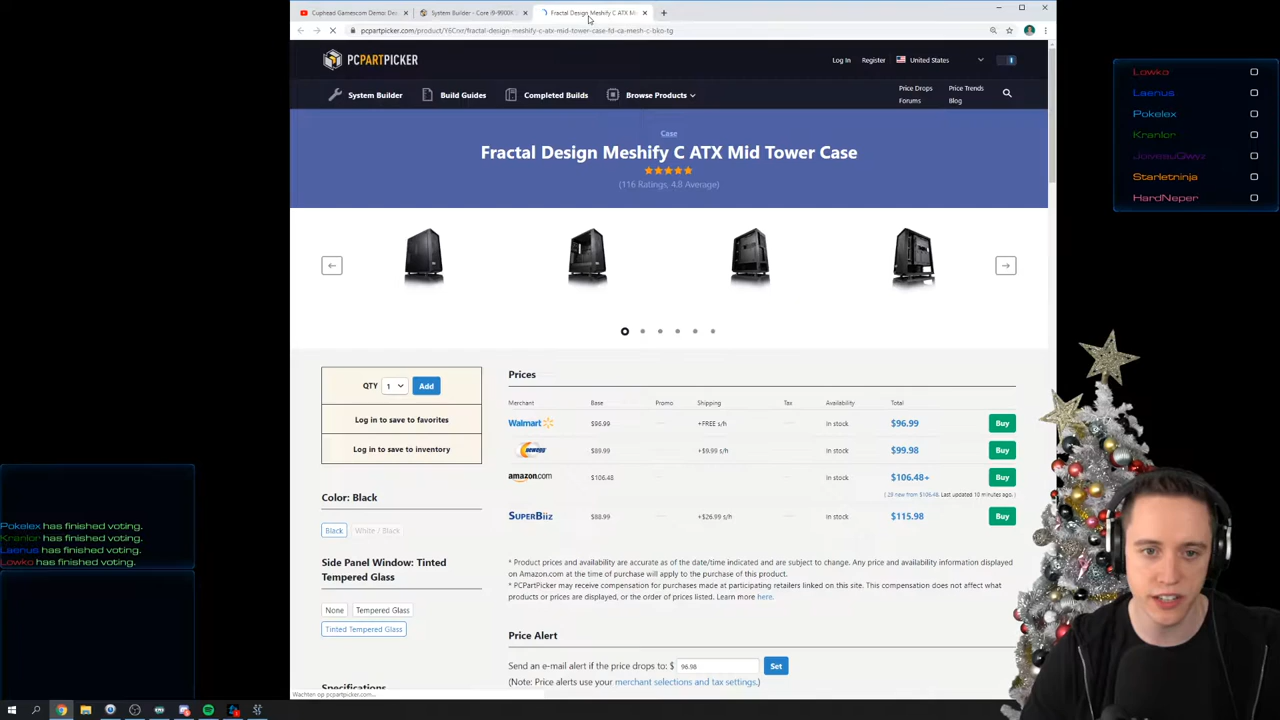 Cuphead Gamescom Demo: De
System Builder - Core i9-9900K
Fractal Design Meshify C ATX M
pcpartpicker.com/product/Y6Crxr/fractal-design-meshify-c-atx-mid-tower-case-fd-ca-mesh-c-bko-tg
PCPARTPICKER
Log In
Register
United States
System Builder
Build Guides
Completed Builds
Browse Products
Price Drops
Price Trends
Forums
Blog
Case
Fractal Design Meshify C ATX Mid Tower Case
(116 Ratings, 4.8 Average)
QTY 1 Add
Log in to save to favorites
Log in to save to inventory
Color: Black
Black White / Black
Side Panel Window: Tinted
Tempered Glass
None Tempered Glass
Tinted Tempered Glass
Specifications
Prices
Merchant Base Promo Shipping Tax Availability Total
Walmart $96.99 +FREE s/h In stock $96.99 Buy
newegg $89.99 +$9.99 s/h In stock $99.98 Buy
amazon.com $106.48 In stock $106.48+ Buy
( 29 new from $106.48. Last updated 10 minutes ago. )
SUPERBIIZ $88.99 +$26.99 s/h In stock $115.98 Buy
* Product prices and availability are accurate as of the date/time indicated and are subject to change. Any price and availability information displayed
on Amazon.com at the time of purchase will apply to the purchase of this product.
* PCPartPicker may receive compensation for purchases made at participating retailers linked on this site. This compensation does not affect what
products or prices are displayed, or the order of prices listed. Learn more here.
Price Alert
Send an e-mail alert if the price drops to: $ 96.98 Set
(Note: Price alerts use your merchant selections and tax settings.)
Wachten op pcpartpicker.com...
Lowko
Laenus
Pokelex
Kranlor
Starletninja
HardNeper
Pokelex has finished voting.
Kranlor has finished voting.
Laenus has finished voting.
Lowko has finished voting.